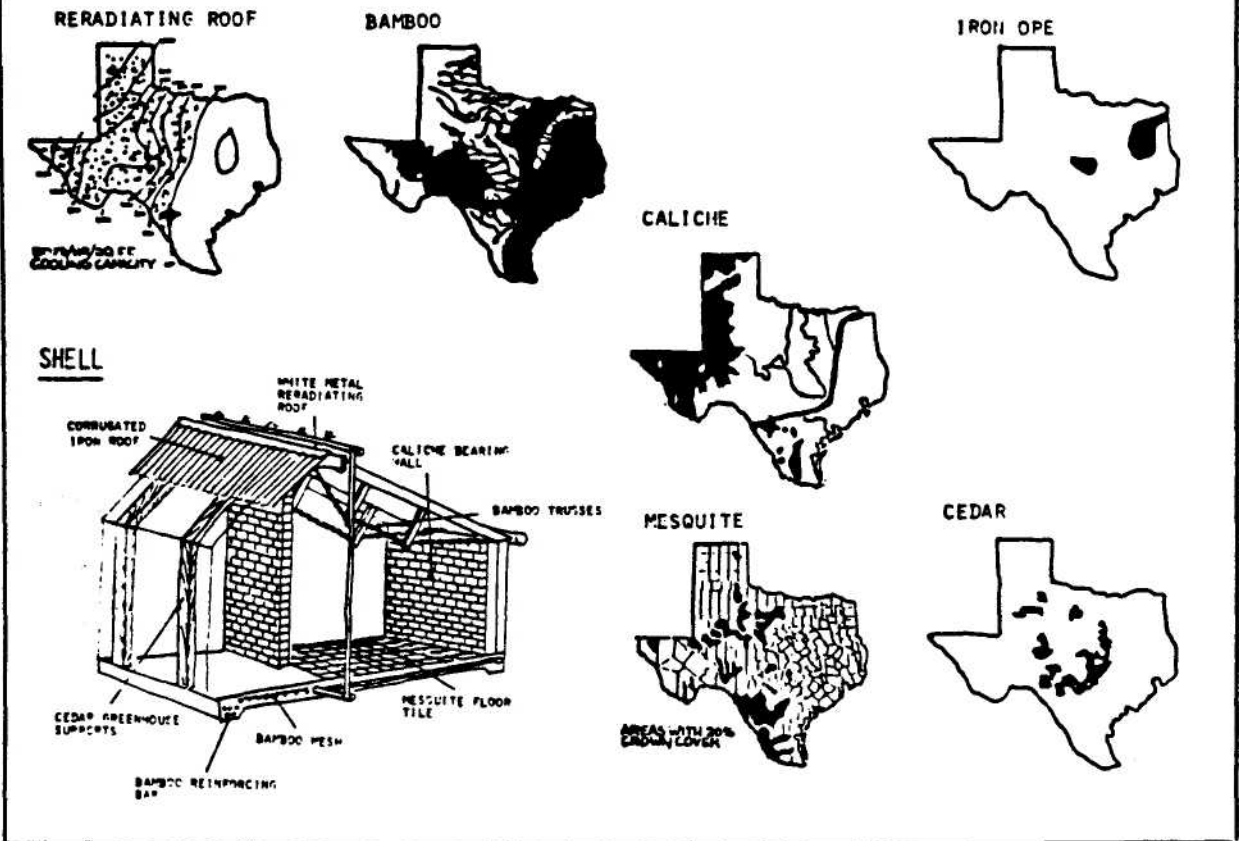 RERADIATING ROOF
BAMBOO
IRON OPE
COOLING CAPACITY
CALICHE
SHELL
WHITE METAL
RERADIATING
ROOF
CORRUGATED
IRON ROOF
CALICHE BEARING
WALL
BAMBOO TRUSSES
MESQUITE
CEDAR
MESQUITE FLOOR
TILE
CEDAR GREENHOUSE
SUPPORTS
BAMBOO MESH
BAMBOO REINFORCING
BAR
AREAS WITH 30%
CROWN COVER